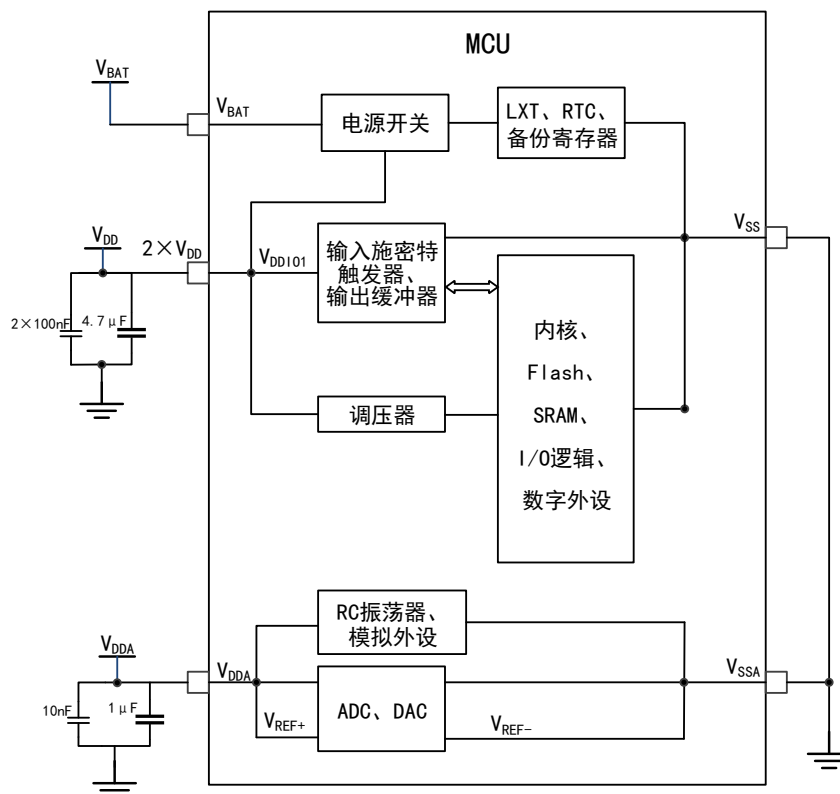 MCU
VBAT
VBAT
电源开关
LXT、RTC、
备份寄存器
VSS
VDD
2×VDD
VDDIO1
输入施密特
触发器、
输出缓冲器
2×100nF
4.7μF
内核、
Flash、
SRAM、
I/O逻辑、
数字外设
调压器
RC振荡器、
模拟外设
VDDA
VDDA
VSSA
10nF
1μF
ADC、DAC
VREF+
VREF-